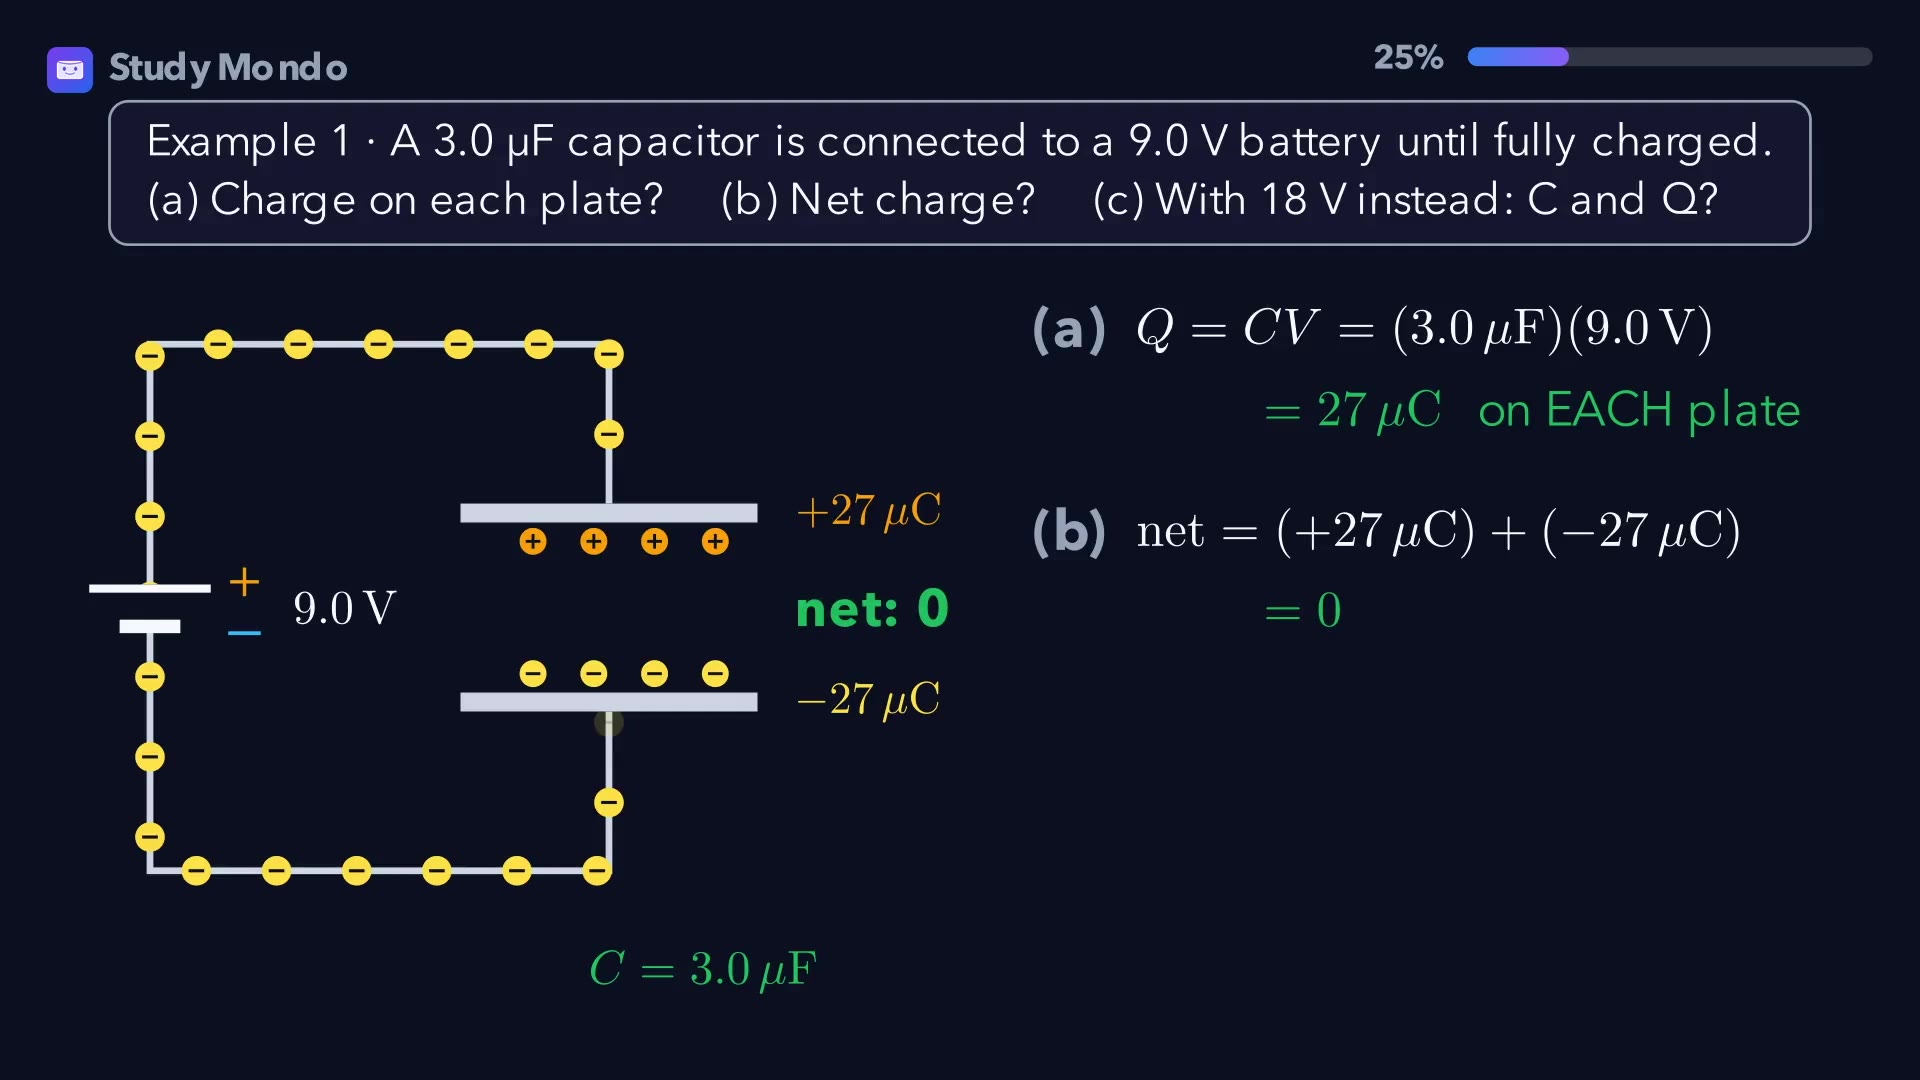 Study Mondo
25%
Example 1 · A 3.0 µF capacitor is connected to a 9.0 V battery until fully charged.
(a) Charge on each plate? (b) Net charge? (c) With 18 V instead: C and Q?
(a) Q = CV = (3.0 µF)(9.0 V)
= 27 µC on EACH plate
(b) net = (+27 µC) + (−27 µC)
= 0
+27 µC
net: 0
−27 µC
+
−
9.0 V
C = 3.0 µF